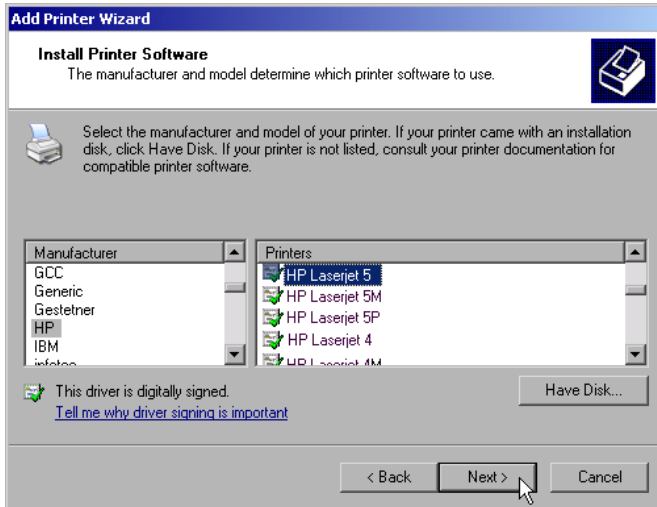 Add Printer Wizard
Install Printer Software
The manufacturer and model determine which printer software to use.
Select the manufacturer and model of your printer. If your printer came with an installation
disk, click Have Disk. If your printer is not listed, consult your printer documentation for
compatible printer software.
Manufacturer
GCC
Generic
Gestetner
HP
IBM
infotec
Printers
HP Laserjet 5
HP Laserjet 5M
HP Laserjet 5P
HP Laserjet 4
HP Laserjet 4M
This driver is digitally signed.
Tell me why driver signing is important
Have Disk...
< Back
Next >
Cancel